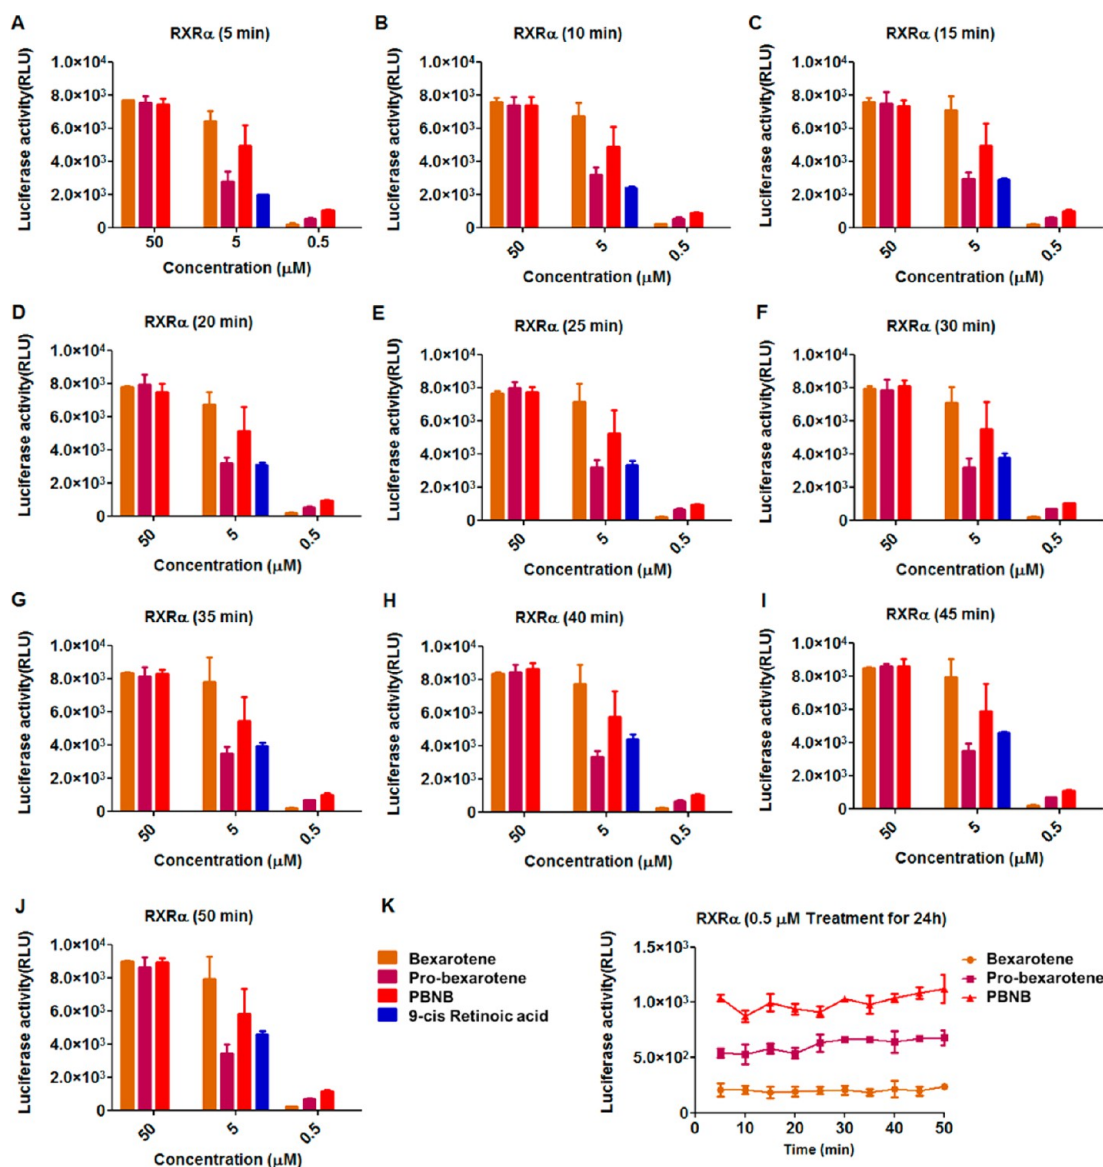 A
RXRα (5 min)
Luciferase activity(RLU)
1.0×10⁴
8.0×10³
6.0×10³
4.0×10³
2.0×10³
0
50
5
0.5
Concentration (μM)
B
RXRα (10 min)
Luciferase activity(RLU)
1.0×10⁴
8.0×10³
6.0×10³
4.0×10³
2.0×10³
0
50
5
0.5
Concentration (μM)
C
RXRα (15 min)
Luciferase activity(RLU)
1.0×10⁴
8.0×10³
6.0×10³
4.0×10³
2.0×10³
0
50
5
0.5
Concentration (μM)
D
RXRα (20 min)
Luciferase activity(RLU)
1.0×10⁴
8.0×10³
6.0×10³
4.0×10³
2.0×10³
0
50
5
0.5
Concentration (μM)
E
RXRα (25 min)
Luciferase activity(RLU)
1.0×10⁴
8.0×10³
6.0×10³
4.0×10³
2.0×10³
0
50
5
0.5
Concentration (μM)
F
RXRα (30 min)
Luciferase activity(RLU)
1.0×10⁴
8.0×10³
6.0×10³
4.0×10³
2.0×10³
0
50
5
0.5
Concentration (μM)
G
RXRα (35 min)
Luciferase activity(RLU)
1.0×10⁴
8.0×10³
6.0×10³
4.0×10³
2.0×10³
0
50
5
0.5
Concentration (μM)
H
RXRα (40 min)
Luciferase activity(RLU)
1.0×10⁴
8.0×10³
6.0×10³
4.0×10³
2.0×10³
0
50
5
0.5
Concentration (μM)
I
RXRα (45 min)
Luciferase activity(RLU)
1.0×10⁴
8.0×10³
6.0×10³
4.0×10³
2.0×10³
0
50
5
0.5
Concentration (μM)
J
RXRα (50 min)
Luciferase activity(RLU)
1.0×10⁴
8.0×10³
6.0×10³
4.0×10³
2.0×10³
0
50
5
0.5
Concentration (μM)
Bexarotene
Pro-bexarotene
PBNB
9-cis Retinoic acid
K
RXRα (0.5 μM Treatment for 24h)
Luciferase activity(RLU)
1.5×10³
1.0×10³
5.0×10²
0
0
10
20
30
40
50
Time (min)
Bexarotene
Pro-bexarotene
PBNB